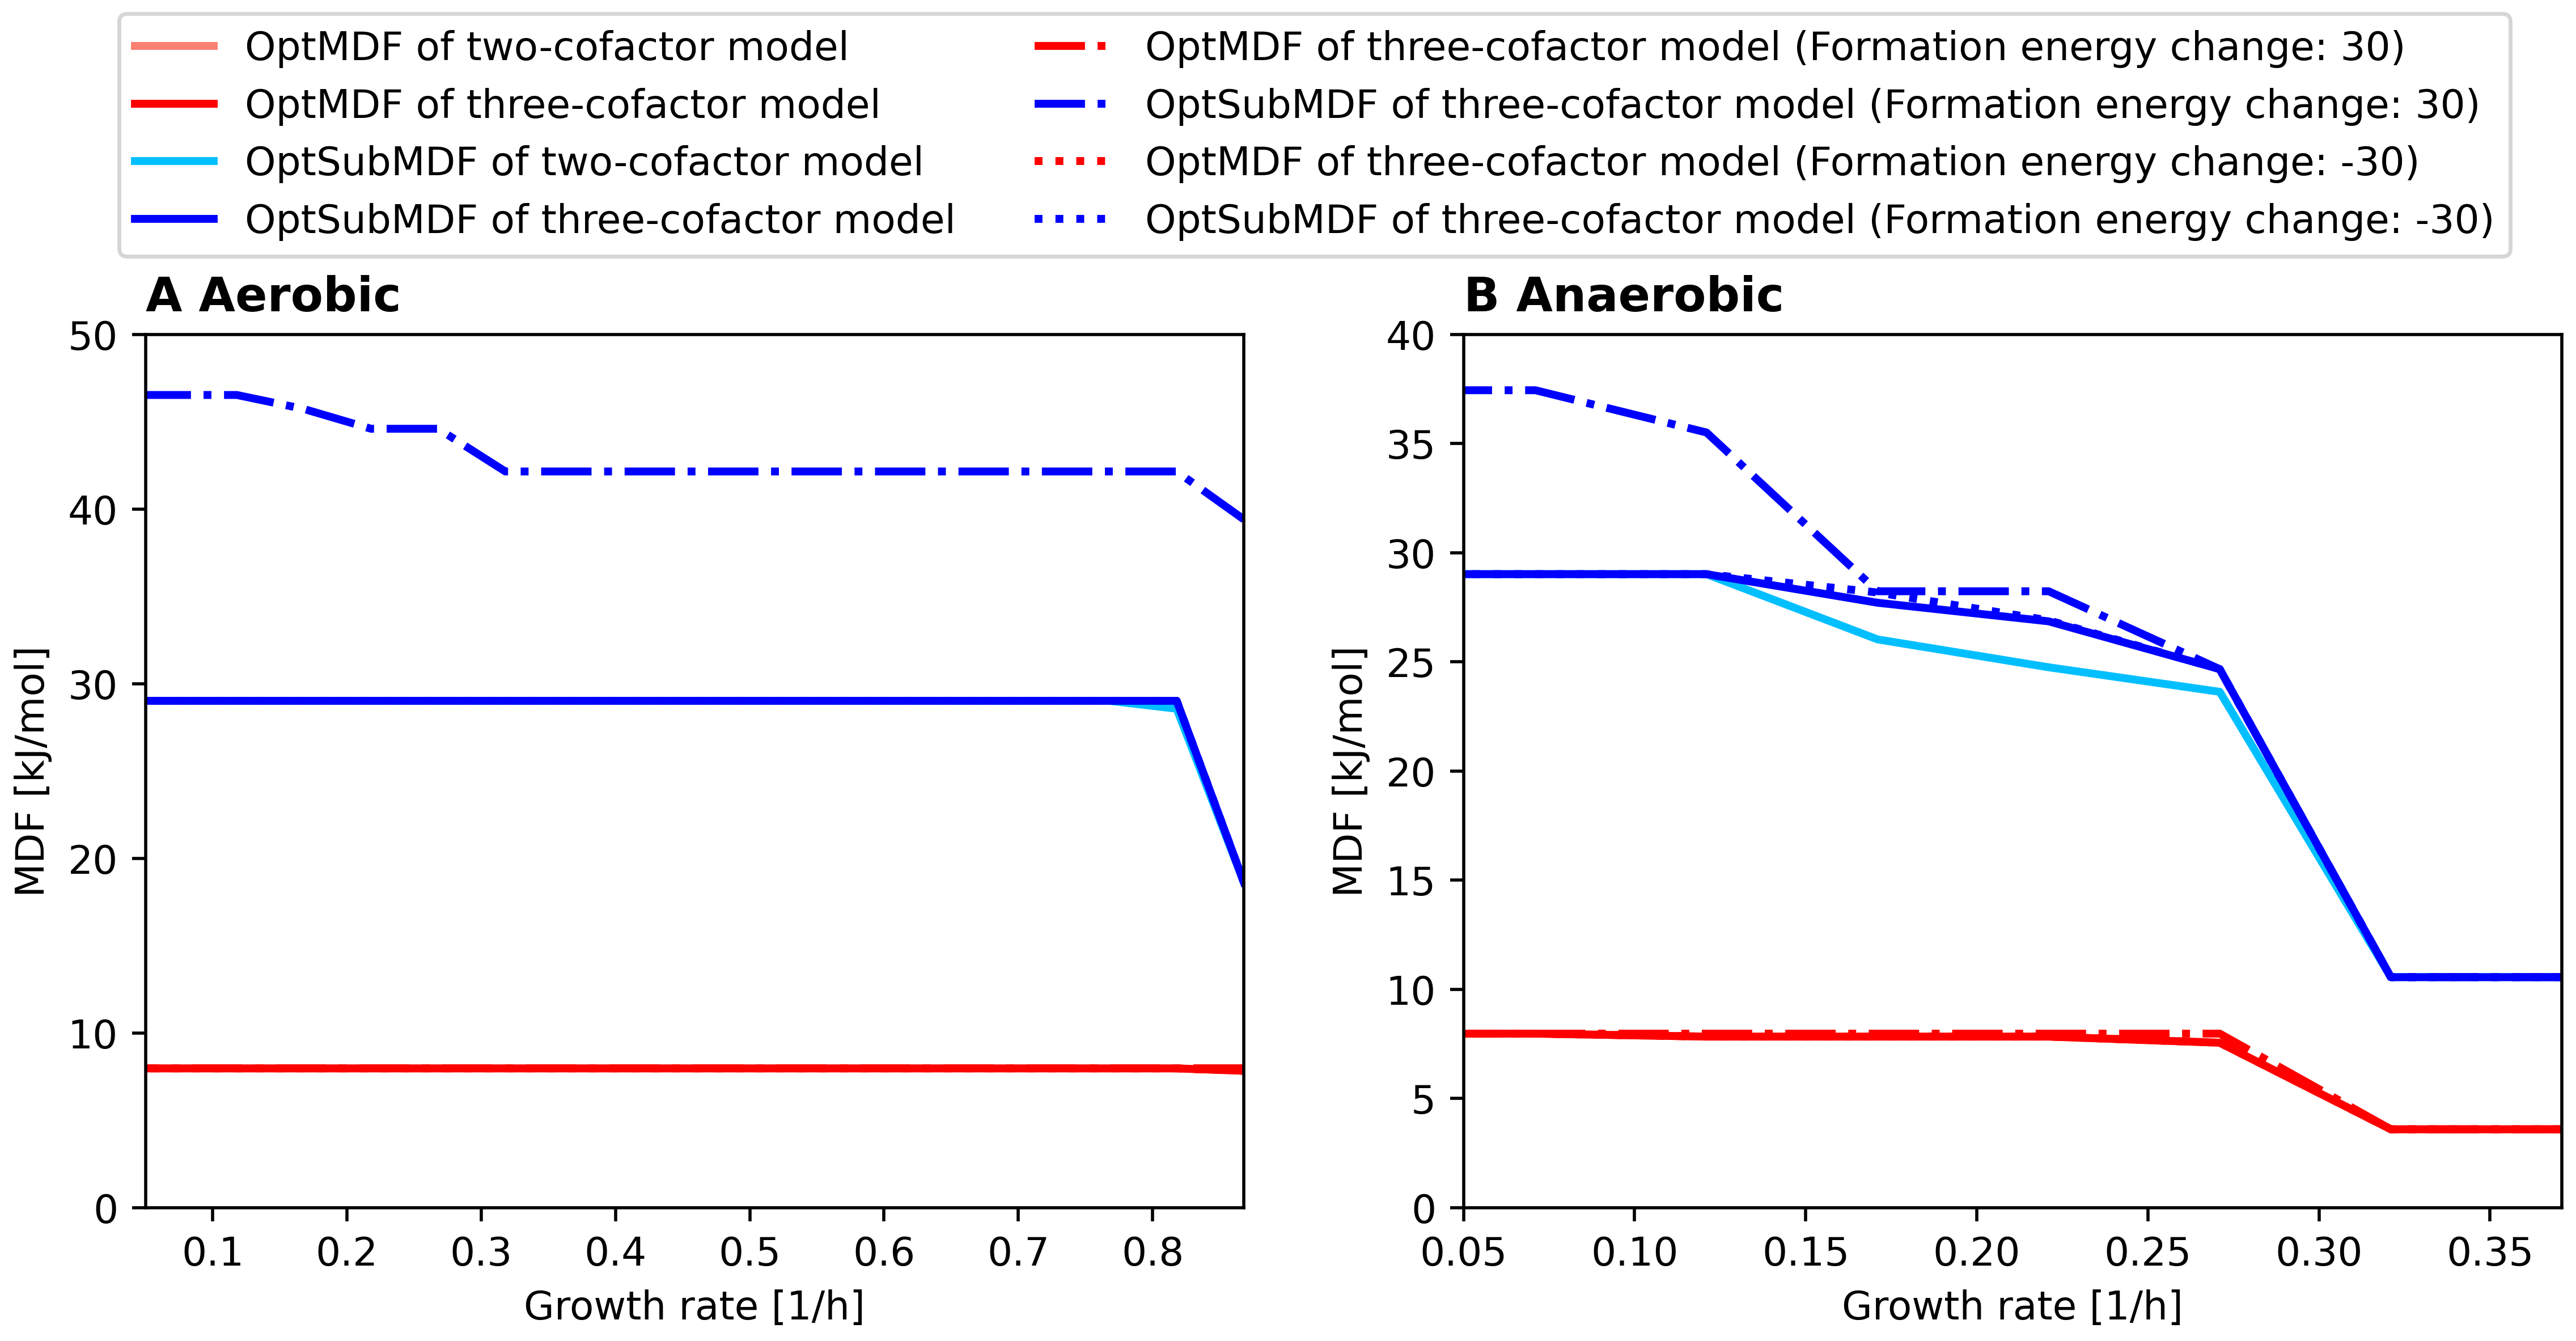 OptMDF of two-cofactor model
OptMDF of three-cofactor model
OptSubMDF of two-cofactor model
OptSubMDF of three-cofactor model
OptMDF of three-cofactor model (Formation energy change: 30)
OptSubMDF of three-cofactor model (Formation energy change: 30)
OptMDF of three-cofactor model (Formation energy change: -30)
OptSubMDF of three-cofactor model (Formation energy change: -30)
A Aerobic
50
40
30
20
10
0
MDF [kJ/mol]
0.1 0.2 0.3 0.4 0.5 0.6 0.7 0.8
Growth rate [1/h]
B Anaerobic
40
35
30
25
20
15
10
5
0
MDF [kJ/mol]
0.05 0.10 0.15 0.20 0.25 0.30 0.35
Growth rate [1/h]